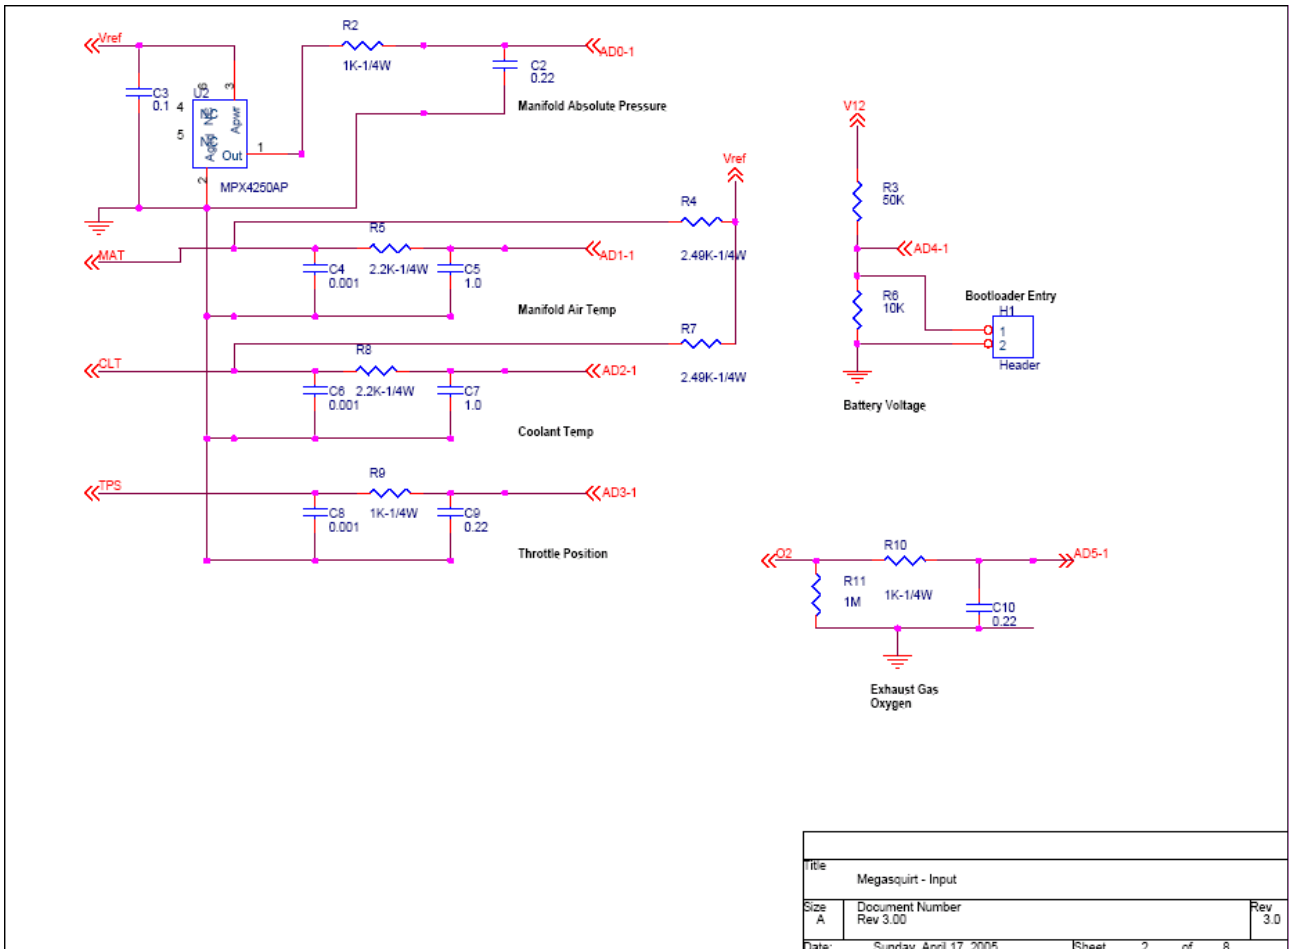 Vref
R2
1K-1/4W
AD0-1
C2
0.22
Manifold Absolute Pressure
C3
0.1
U2
6
3
4
5
Apwr
Agnd
Out
1
2
MPX4250AP
Vref
R4
2.49K-1/4W
MAT
R5
2.2K-1/4W
AD1-1
C4
0.001
C5
1.0
Manifold Air Temp
R7
2.49K-1/4W
CLT
R8
2.2K-1/4W
AD2-1
C6
0.001
C7
1.0
Coolant Temp
TPS
R9
1K-1/4W
AD3-1
C8
0.001
C9
0.22
Throttle Position
V12
R3
50K
AD4-1
R6
10K
Bootloader Entry
H1
1
2
Header
Battery Voltage
O2
R10
1K-1/4W
AD5-1
R11
1M
C10
0.22
Exhaust Gas
Oxygen
Title
Megasquirt - Input
Size
A
Document Number
Rev 3.00
Rev
3.0
Date:
Sunday, April 17, 2005
Sheet
2
of
8